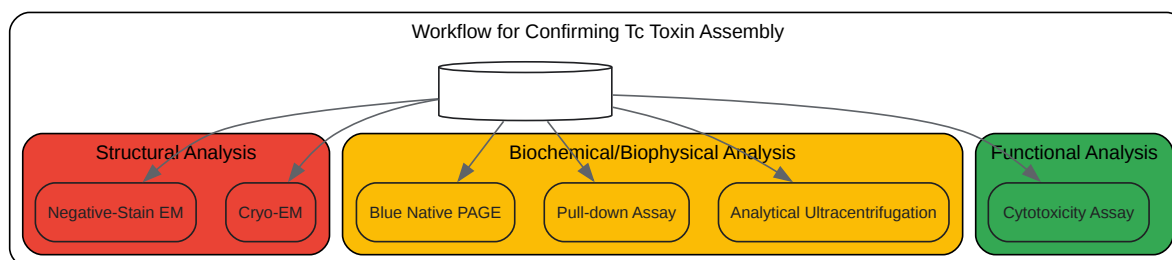 Workflow for Confirming Tc Toxin Assembly
Structural Analysis
Biochemical/Biophysical Analysis
Functional Analysis
Negative-Stain EM
Cryo-EM
Blue Native PAGE
Pull-down Assay
Analytical Ultracentrifugation
Cytotoxicity Assay